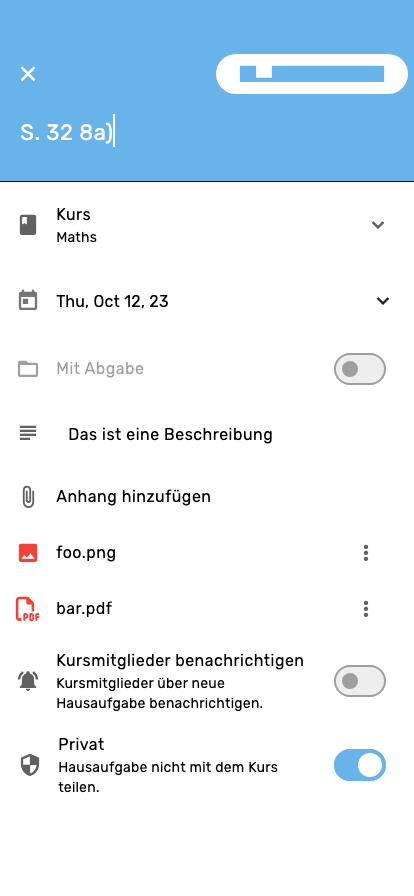 S. 32 8a)
Kurs
Maths
Thu, Oct 12, 23
Mit Abgabe
Das ist eine Beschreibung
Anhang hinzufügen
foo.png
PDF
bar.pdf
Kursmitglieder benachrichtigen
Kursmitglieder über neue
Hausaufgabe benachrichtigen.
Privat
Hausaufgabe nicht mit dem Kurs
teilen.